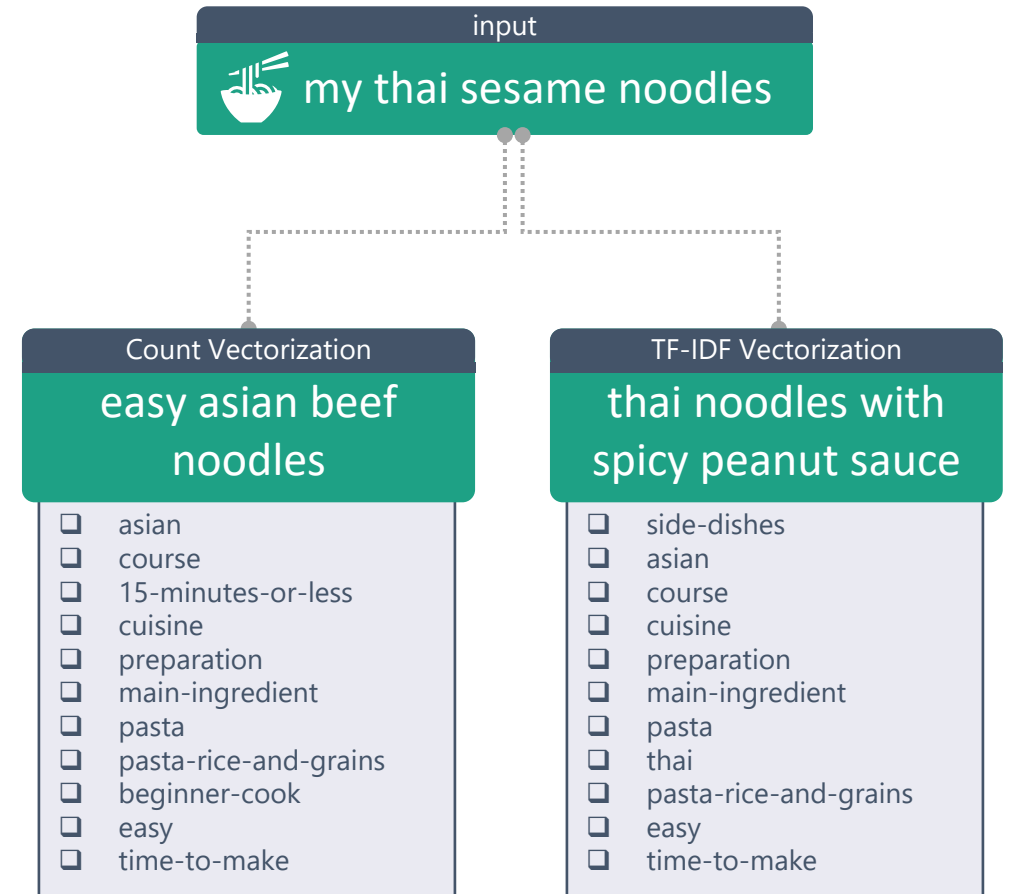 input
my thai sesame noodles
Count Vectorization
easy asian beef
noodles
asian
course
15-minutes-or-less
cuisine
preparation
main-ingredient
pasta
pasta-rice-and-grains
beginner-cook
easy
time-to-make
TF-IDF Vectorization
thai noodles with
spicy peanut sauce
side-dishes
asian
course
cuisine
preparation
main-ingredient
pasta
thai
pasta-rice-and-grains
easy
time-to-make